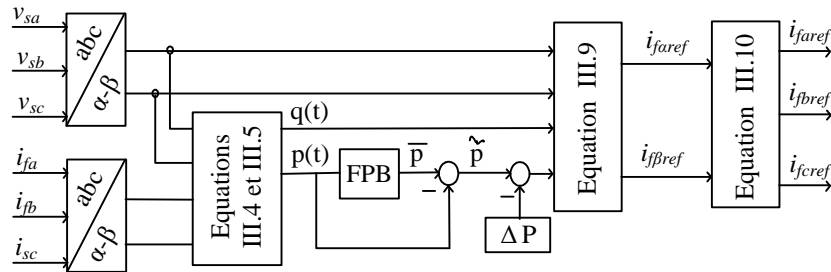 v_sa
v_sb
v_sc
abc
α-β
i_fa
i_fb
i_sc
abc
α-β
Equations
III.4 et III.5
q(t)
p(t)
FPB
p̅
−
p̃
−
Δ P
Equation III.9
i_fαref
i_fβref
Equation III.10
i_faref
i_fbref
i_fcref